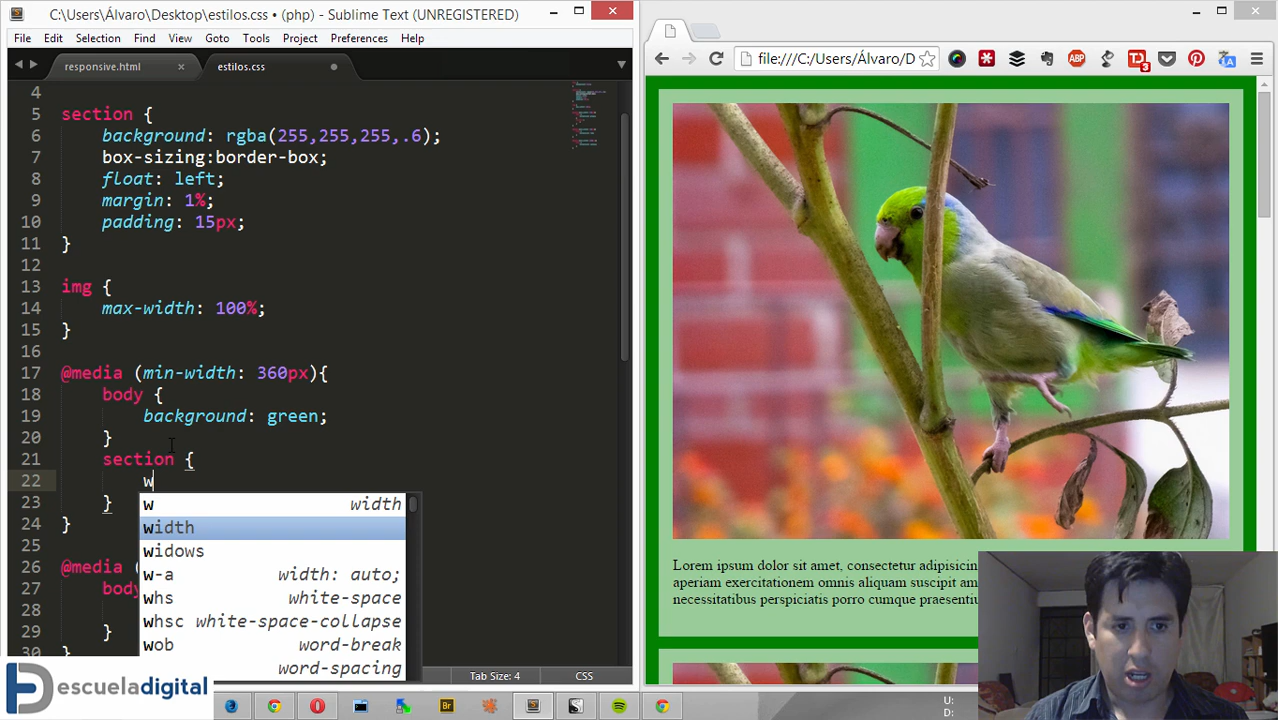 C:\Users\Álvaro\Desktop\estilos.css • (php) - Sublime Text (UNREGISTERED)
File Edit Selection Find View Goto Tools Project Preferences Help
responsive.html × estilos.css
file:///C:/Users/Álvaro/D
ABP
3
4
5 section {
6 background: rgba(255,255,255,.6);
7 box-sizing:border-box;
8 float: left;
9 margin: 1%;
10 padding: 15px;
11 }
12
13 img {
14 max-width: 100%;
15 }
16
17 @media (min-width: 360px){
18 body {
19 background: green;
20 }
21 section {
22 w
23 }
24 }
25
26 @media (
27 body
28
29 }
30 }
w width
width
widows
w-a width: auto;
whs white-space
whsc white-space-collapse
wob word-break
word-spacing
Lorem ipsum dolor sit amet, consectetur adipisicin
aperiam exercitationem omnis aliquam suscipit am
necessitatibus perspiciatis porro cumque praesentiu
Tab Size: 4 CSS
escueladigital
Br
U:
D: